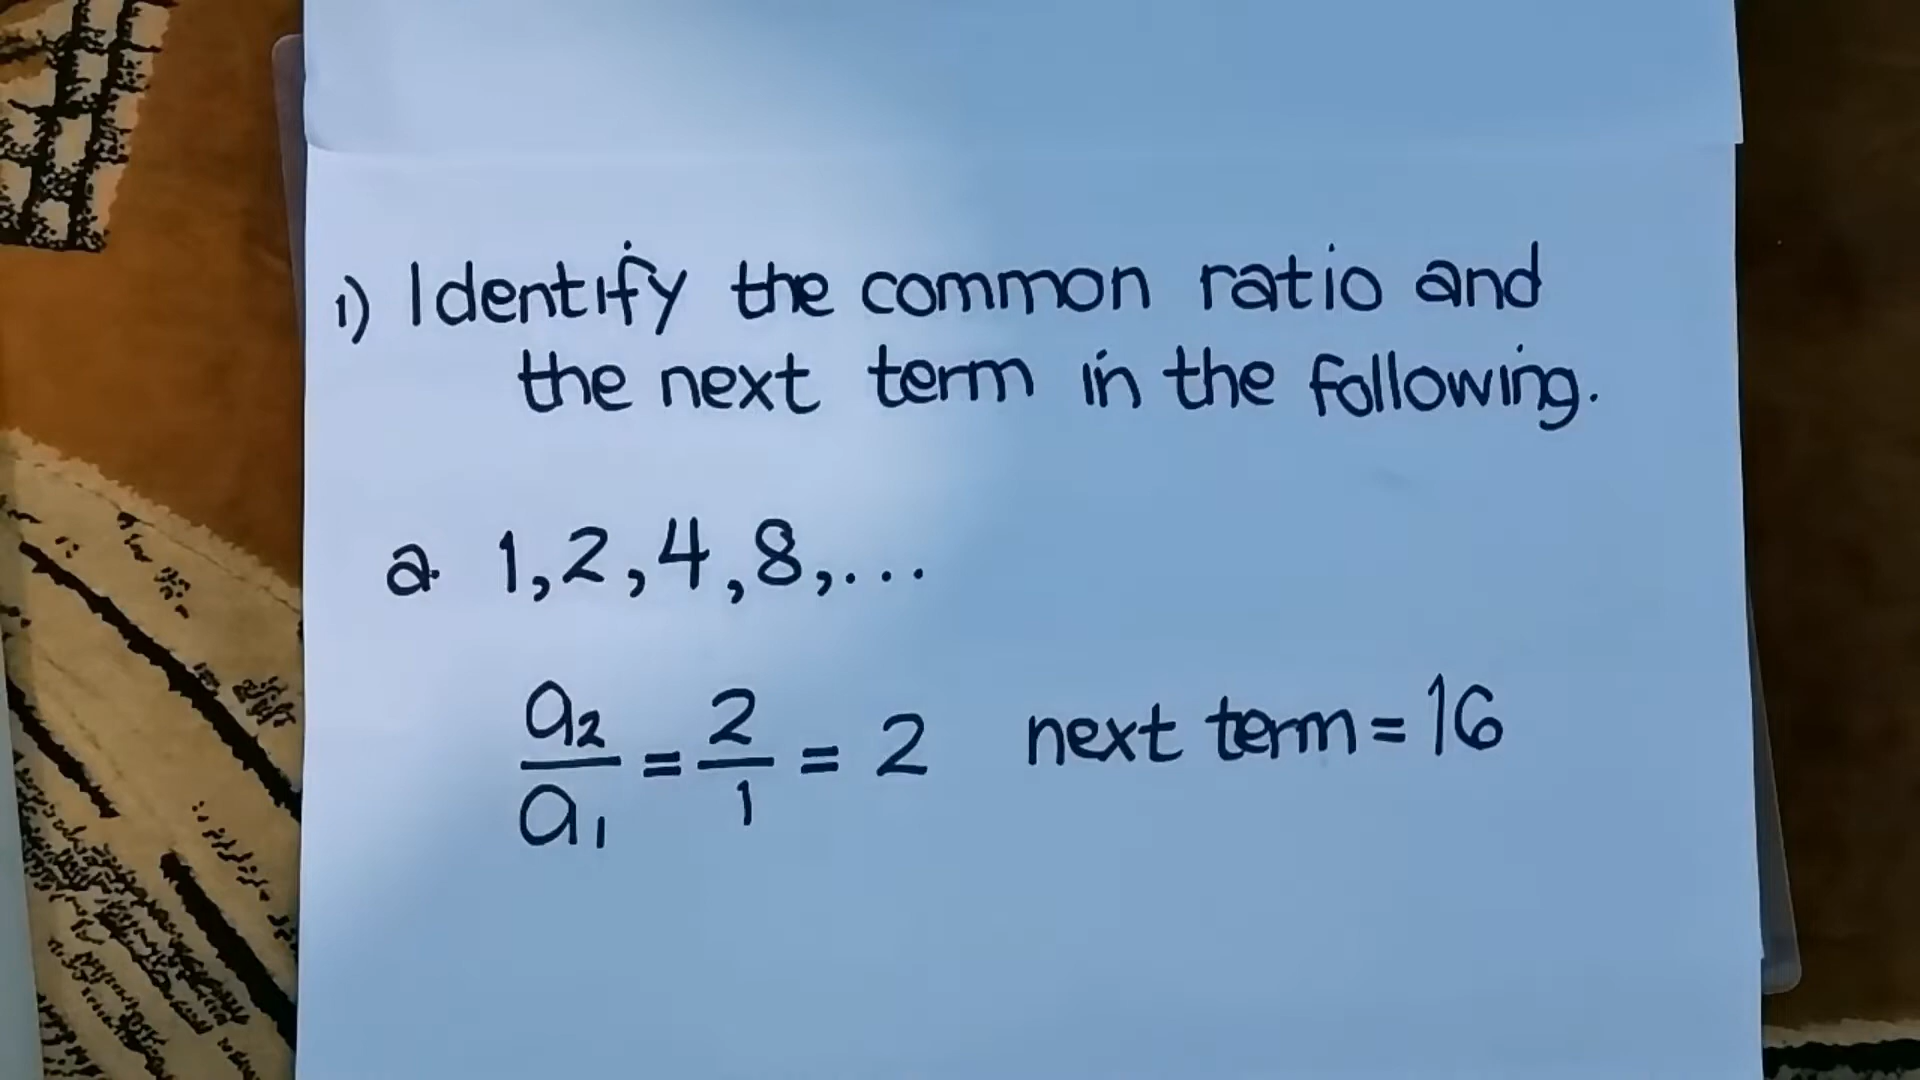 1) Identify the common ratio and
the next term in the following.
a. 1,2,4,8,...
a₂/a₁ = 2/1 = 2 next term = 16